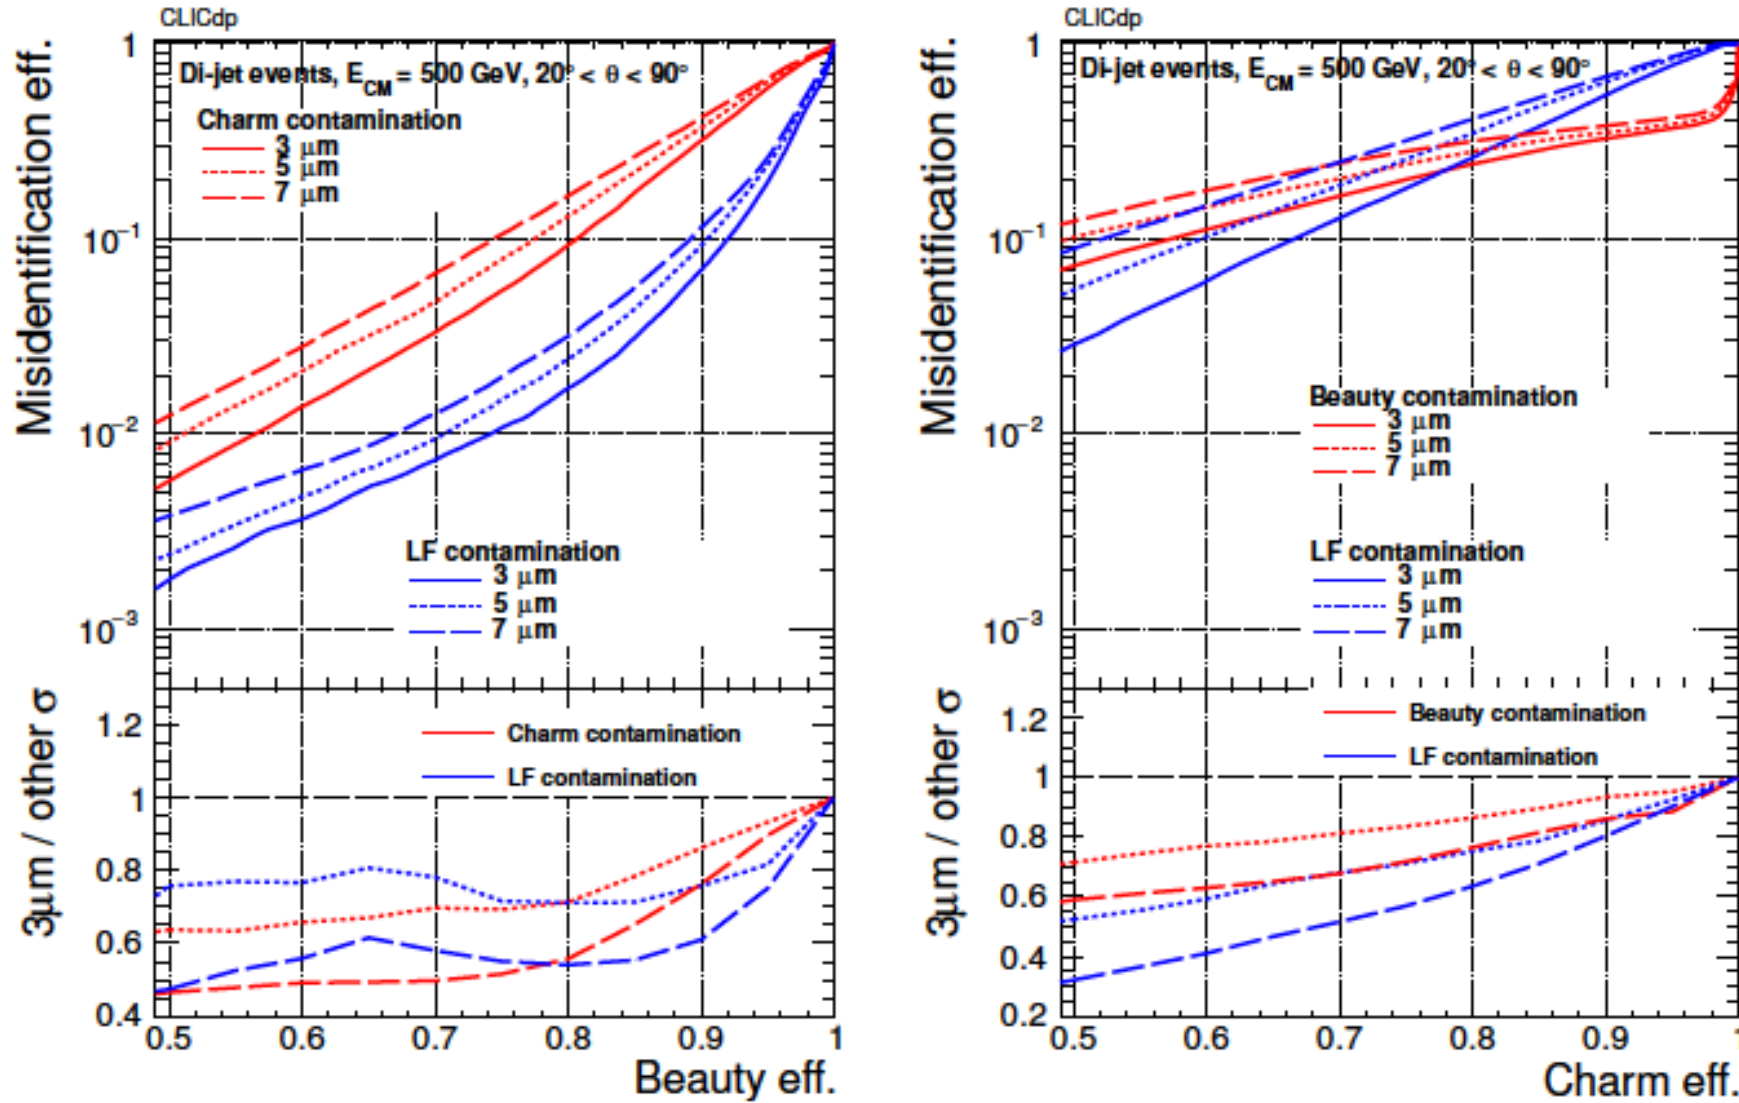 CLICdp
Misidentification eff.
Di-jet events, E_CM = 500 GeV, 20° < θ < 90°
Charm contamination
3 μm
5 μm
7 μm
LF contamination
3 μm
5 μm
7 μm
1
10⁻¹
10⁻²
10⁻³
3μm / other σ
Charm contamination
LF contamination
1.2
1
0.8
0.6
0.4
0.5 0.6 0.7 0.8 0.9 1
Beauty eff.
CLICdp
Misidentification eff.
Di-jet events, E_CM = 500 GeV, 20° < θ < 90°
Beauty contamination
3 μm
5 μm
7 μm
LF contamination
3 μm
5 μm
7 μm
1
10⁻¹
10⁻²
10⁻³
3μm / other σ
Beauty contamination
LF contamination
1.2
1
0.8
0.6
0.4
0.2
0.5 0.6 0.7 0.8 0.9 1
Charm eff.